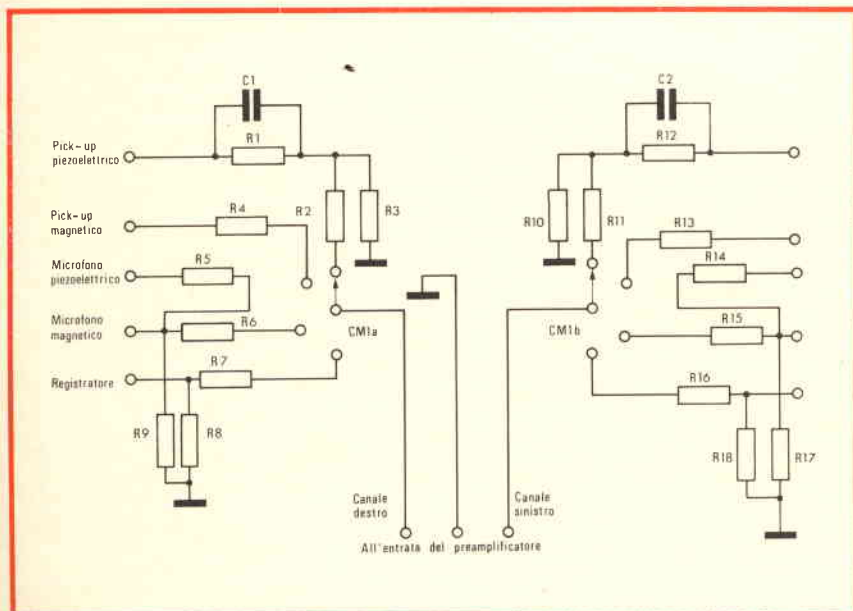 C1
C2
R1
R12
Pick-up
piezoelettrico
R2
R3
R10
R11
Pick-up
magnetico
R4
R13
R14
Microfono
piezoelettrico
R5
Microfono
magnetico
R6
CM1a
CM1b
R15
Registratore
R7
R16
R9
R8
R18
R17
Canale
destro
Canale
sinistro
All'entrata del preamplificatore